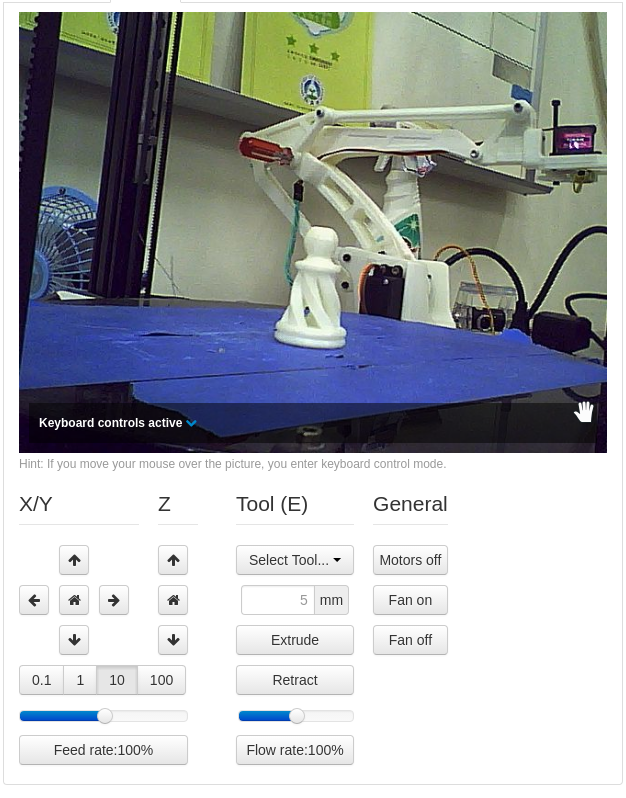 Keyboard controls active
Hint: If you move your mouse over the picture, you enter keyboard control mode.
X/Y
Z
Tool (E)
General
Select Tool...
Motors off
5
mm
Fan on
Extrude
Fan off
0.1
1
10
100
Retract
Feed rate:100%
Flow rate:100%